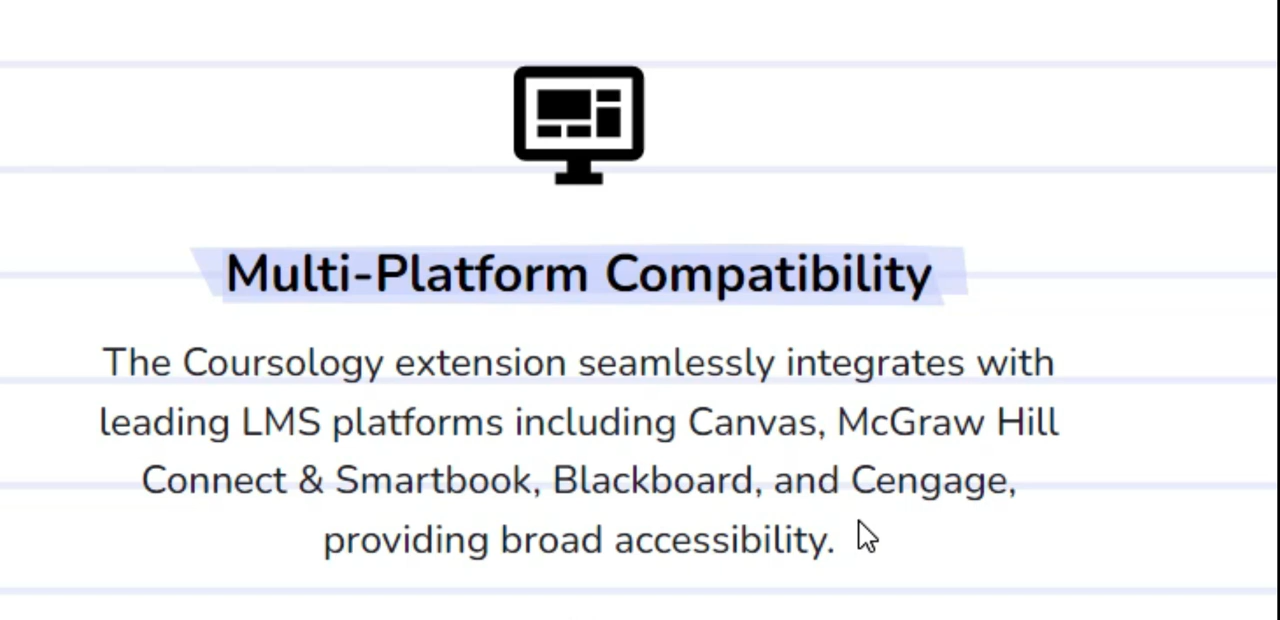 Multi-Platform Compatibility
The Coursology extension seamlessly integrates with
leading LMS platforms including Canvas, McGraw Hill
Connect & Smartbook, Blackboard, and Cengage,
providing broad accessibility.